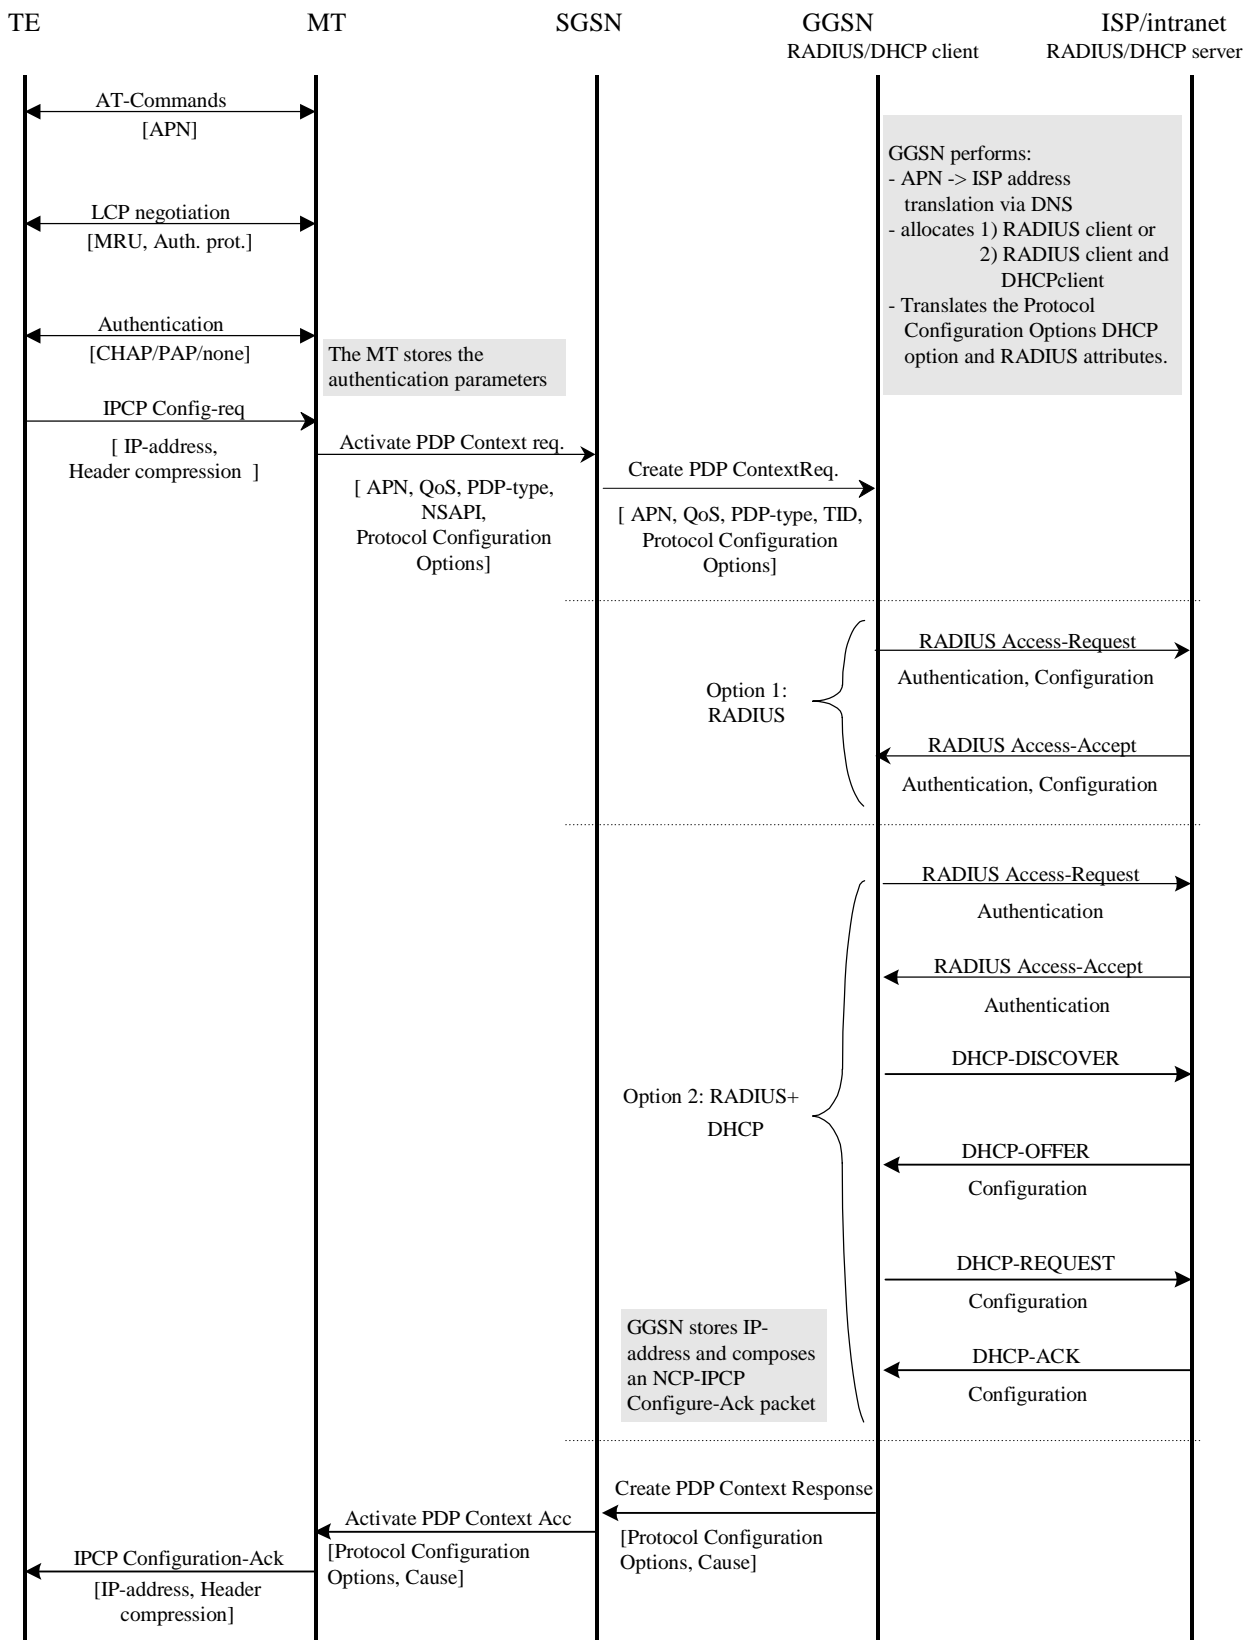 TE
MT
SGSN
GGSN
RADIUS/DHCP client
ISP/intranet
RADIUS/DHCP server
AT-Commands
[APN]
LCP negotiation
[MRU, Auth. prot.]
Authentication
[CHAP/PAP/none]
The MT stores the
authentication parameters
GGSN performs:
- APN -> ISP address
translation via DNS
- allocates 1) RADIUS client or
2) RADIUS client and
DHCPclient
- Translates the Protocol
Configuration Options DHCP
option and RADIUS attributes.
IPCP Config-req
[ IP-address,
Header compression ]
Activate PDP Context req.
[ APN, QoS, PDP-type,
NSAPI,
Protocol Configuration
Options]
Create PDP ContextReq.
[ APN, QoS, PDP-type, TID,
Protocol Configuration
Options]
Option 1:
RADIUS
RADIUS Access-Request
Authentication, Configuration
RADIUS Access-Accept
Authentication, Configuration
Option 2: RADIUS+
DHCP
RADIUS Access-Request
Authentication
RADIUS Access-Accept
Authentication
DHCP-DISCOVER
DHCP-OFFER
Configuration
DHCP-REQUEST
Configuration
DHCP-ACK
Configuration
GGSN stores IP-
address and composes
an NCP-IPCP
Configure-Ack packet
Create PDP Context Response
[Protocol Configuration
Options, Cause]
Activate PDP Context Acc
[Protocol Configuration
Options, Cause]
IPCP Configuration-Ack
[IP-address, Header
compression]